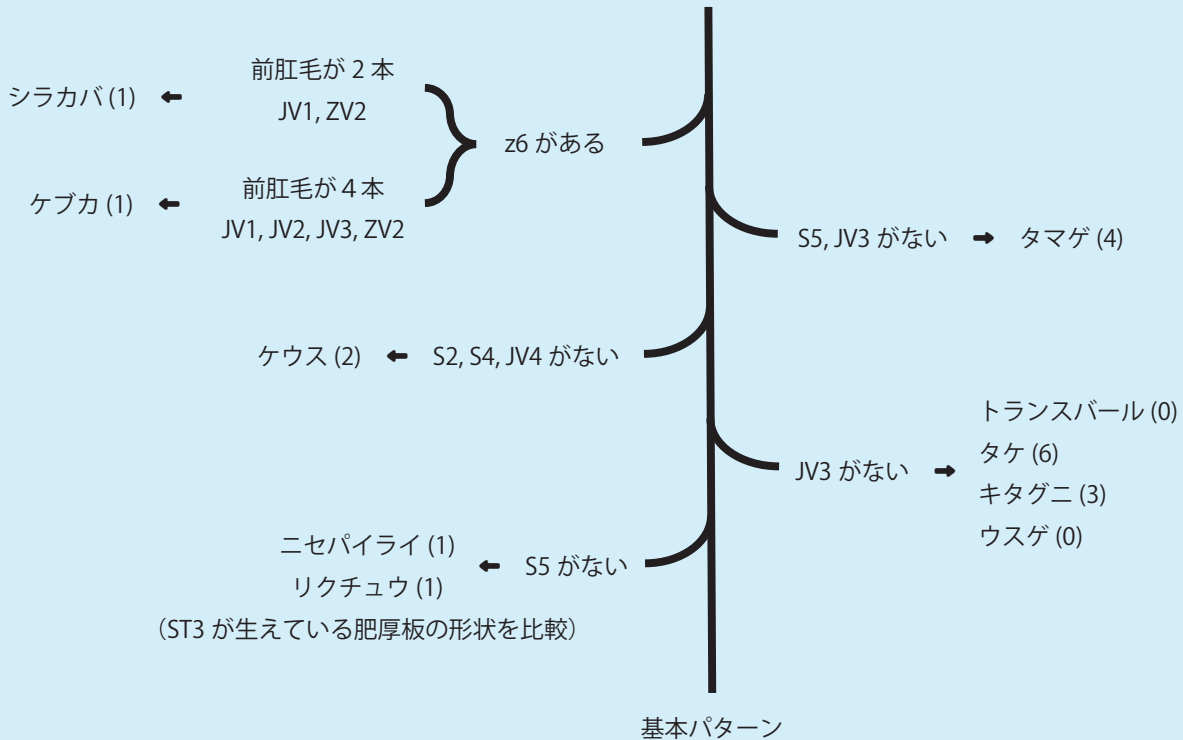 前肛毛が 2 本
JV1, ZV2
シラカバ (1)
z6 がある
前肛毛が 4 本
JV1, JV2, JV3, ZV2
ケブカ (1)
S5, JV3 がない
タマゲ (4)
ケウス (2)
S2, S4, JV4 がない
JV3 がない
トランスバール (0)
タケ (6)
キタグニ (3)
ウスゲ (0)
ニセパイライ (1)
リクチュウ (1)
S5 がない
（ST3 が生えている肥厚板の形状を比較）
基本パターン